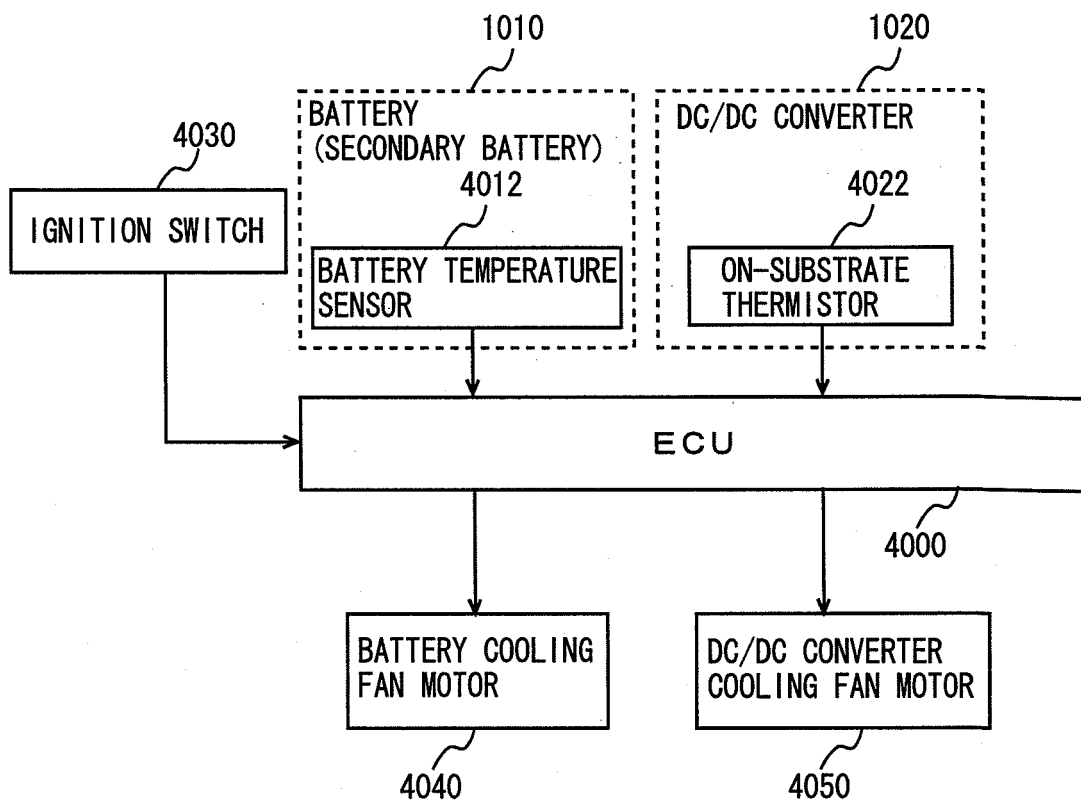 1010
1020
4030
BATTERY
(SECONDARY BATTERY)
DC/DC CONVERTER
4012
4022
IGNITION SWITCH
BATTERY TEMPERATURE
SENSOR
ON-SUBSTRATE
THERMISTOR
ECU
4000
BATTERY COOLING
FAN MOTOR
DC/DC CONVERTER
COOLING FAN MOTOR
4040
4050